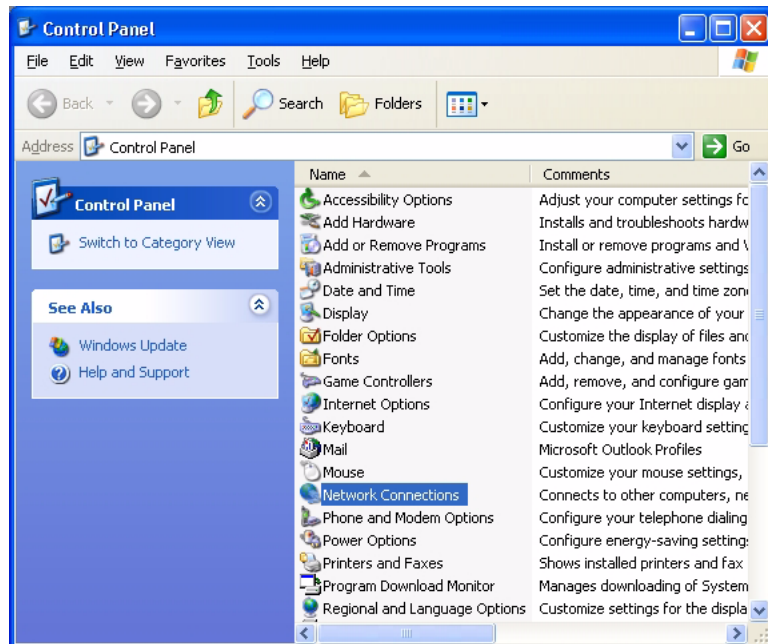 Control Panel
File Edit View Favorites Tools Help
Back Search Folders
Address Control Panel Go
Control Panel
Switch to Category View
See Also
Windows Update
Help and Support
Name Comments
Accessibility Options Adjust your computer settings fc
Add Hardware Installs and troubleshoots hardw
Add or Remove Programs Install or remove programs and \
Administrative Tools Configure administrative settings
Date and Time Set the date, time, and time zon
Display Change the appearance of your
Folder Options Customize the display of files and
Fonts Add, change, and manage fonts
Game Controllers Add, remove, and configure gam
Internet Options Configure your Internet display
Keyboard Customize your keyboard setting
Mail Microsoft Outlook Profiles
Mouse Customize your mouse settings,
Network Connections Connects to other computers, ne
Phone and Modem Options Configure your telephone dialing
Power Options Configure energy-saving settings
Printers and Faxes Shows installed printers and fax
Program Download Monitor Manages downloading of System
Regional and Language Options Customize settings for the displa